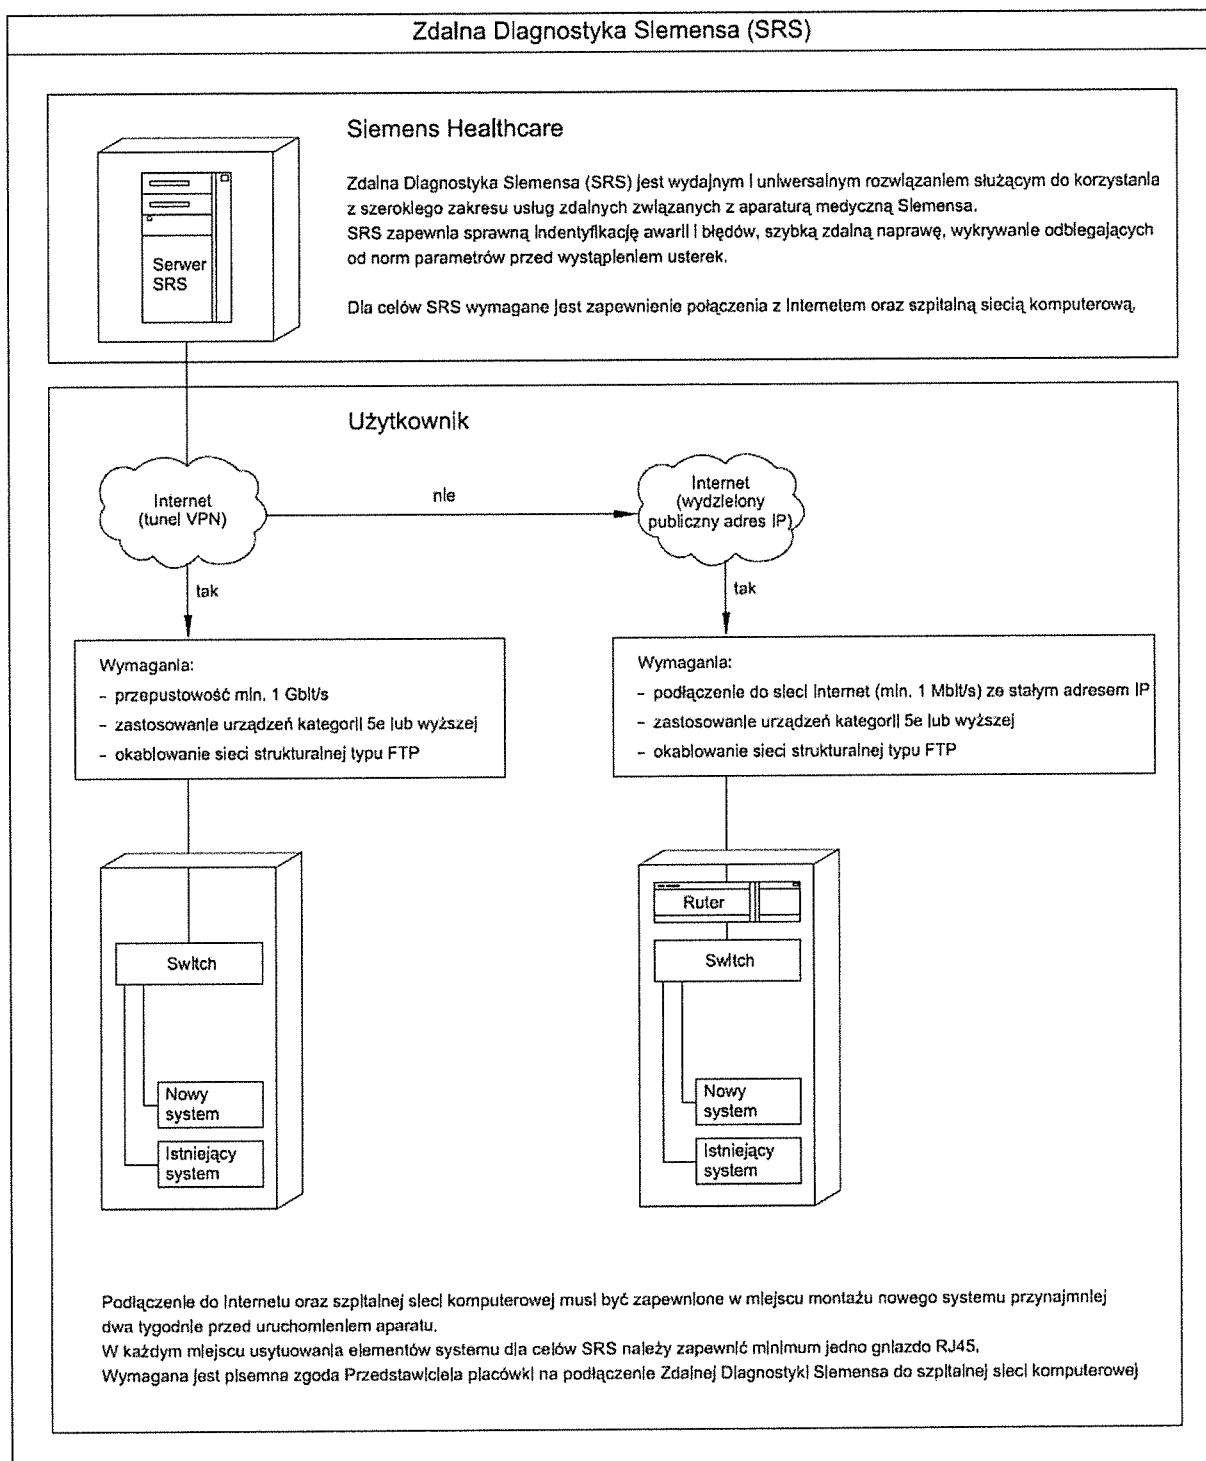 Zdalna Diagnostyka Siemensa (SRS)
Siemens Healthcare
Zdalna Diagnostyka Siemensa (SRS) jest wydajnym i uniwersalnym rozwiązaniem służącym do korzystania
z szerokiego zakresu usług zdalnych związanych z aparaturą medyczną Siemensa.
SRS zapewnia sprawną indentyfikację awarii i błędów, szybką zdalną naprawę, wykrywanie odbiegających
od norm parametrów przed wystąpieniem usterek.
Dla celów SRS wymagane jest zapewnienie połączenia z Internetem oraz szpitalną siecią komputerową.
Serwer
SRS
Użytkownik
Internet
(tunel VPN)
nie
Internet
(wydzielony
publiczny adres IP)
tak
tak
Wymagania:
- przepustowość min. 1 Gbit/s
- zastosowanie urządzeń kategorii 5e lub wyższej
- okablowanie sieci strukturalnej typu FTP
Wymagania:
- podłączenie do sieci Internet (min. 1 Mbit/s) ze stałym adresem IP
- zastosowanie urządzeń kategorii 5e lub wyższej
- okablowanie sieci strukturalnej typu FTP
Switch
Nowy
system
Istniejący
system
Ruter
Switch
Nowy
system
Istniejący
system
Podłączenie do Internetu oraz szpitalnej sieci komputerowej musi być zapewnione w miejscu montażu nowego systemu przynajmniej
dwa tygodnie przed uruchomieniem aparatu.
W każdym miejscu usytuowania elementów systemu dla celów SRS należy zapewnić minimum jedno gniazdo RJ45.
Wymagana jest pisemna zgoda Przedstawiciela placówki na podłączenie Zdalnej Diagnostyki Siemensa do szpitalnej sieci komputerowej